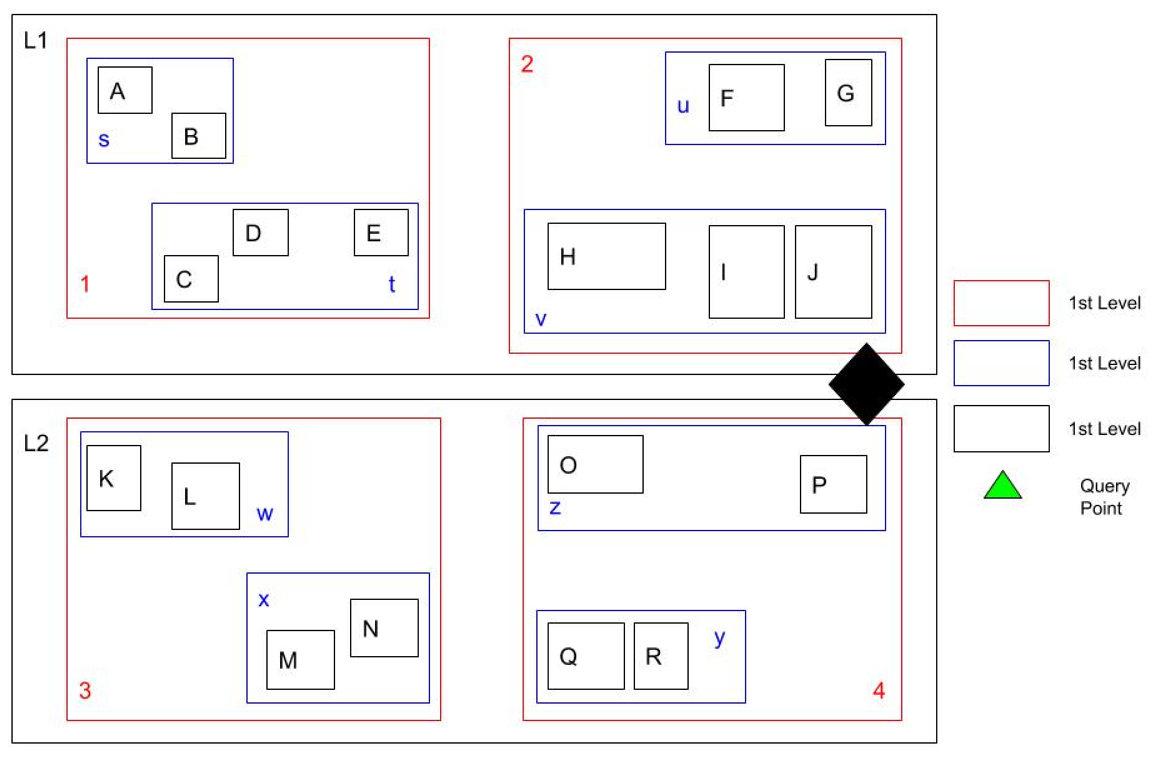 L1
A
B
s
D
E
C
1
t
2
u
F
G
H
I
J
v
L2
K
L
w
x
N
M
3
O
P
z
Q
R
y
4
1st Level
1st Level
1st Level
Query
Point